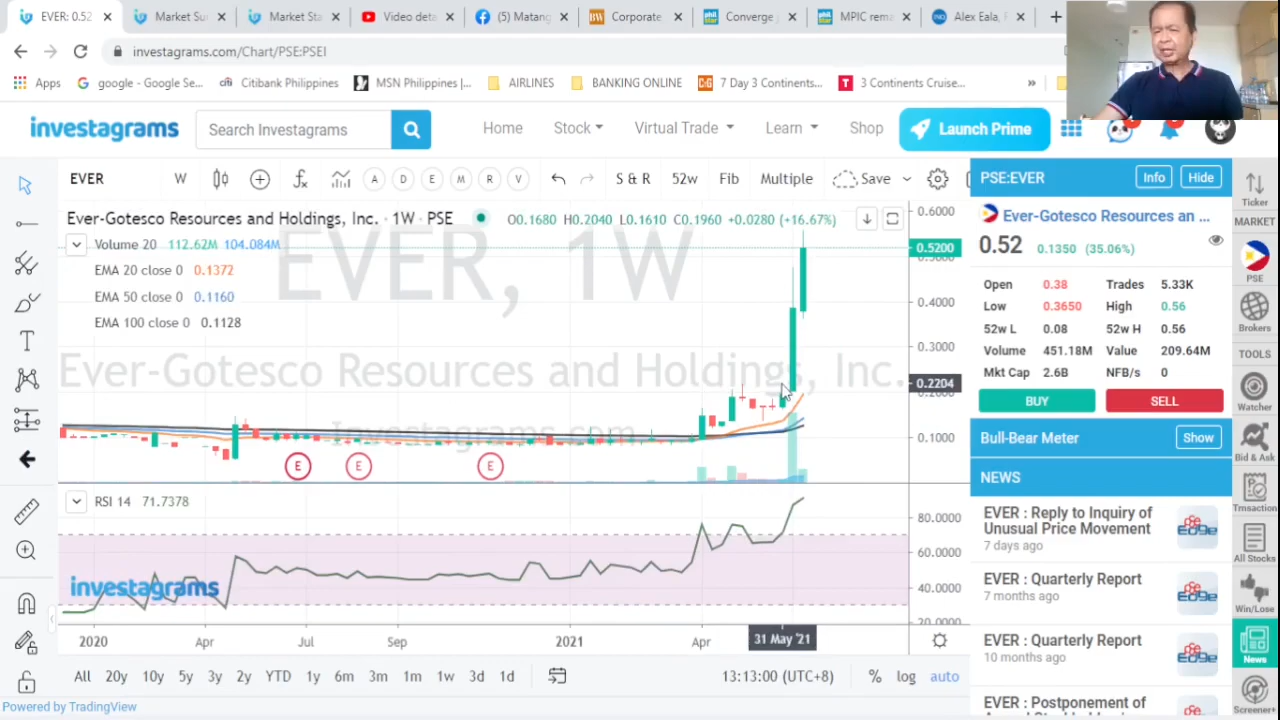 EVER: 0.52
Market Su
Market Sta
Video deta
(5) Matang
Corporate
Converge
MPIC rema
Alex Eala,
investagrams.com/Chart/PSE:PSEI
Apps
google - Google Se...
Citibank Philippines
MSN Philippines |...
AIRLINES
BANKING ONLINE
7 Day 3 Continents...
3 Continents Cruise...
investagrams
Search Investagrams
Home
Stock
Virtual Trade
Learn
Shop
Launch Prime
EVER
W
A D E M R V
S & R
52w
Fib
Multiple
Save
PSE:EVER
Info
Hide
Ticker
MARKET
PSE
Brokers
TOOLS
Watcher
Bid & Ask
Trnsaction
All Stocks
Win/Lose
News
Screener+
Ever-Gotesco Resources and Holdings, Inc. · 1W · PSE
O0.1680 H0.2040 L0.1610 C0.1960 +0.0280 (+16.67%)
Volume 20 112.62M 104.084M
EMA 20 close 0 0.1372
EMA 50 close 0 0.1160
EMA 100 close 0 0.1128
EVER, 1W
Ever-Gotesco Resources and Holdings, Inc.
Investagrams.com
0.6000
0.5200
0.5000
0.4000
0.3000
0.2204
0.2000
0.1000
E E E
RSI 14 71.7378
80.0000
60.0000
40.0000
20.0000
investagrams
2020
Apr
Jul
Sep
2021
Apr
31 May '21
All 20y 10y 5y 3y 2y YTD 1y 6m 3m 1m 1w 3d 1d
13:13:00 (UTC+8)
% log auto
Powered by TradingView
Ever-Gotesco Resources an ...
0.52 0.1350 (35.06%)
Open 0.38 Trades 5.33K
Low 0.3650 High 0.56
52w L 0.08 52w H 0.56
Volume 451.18M Value 209.64M
Mkt Cap 2.6B NFB/s 0
BUY
SELL
Bull-Bear Meter
Show
NEWS
EVER : Reply to Inquiry of
Unusual Price Movement
7 days ago
EVER : Quarterly Report
7 months ago
EVER : Quarterly Report
10 months ago
EVER : Postponement of